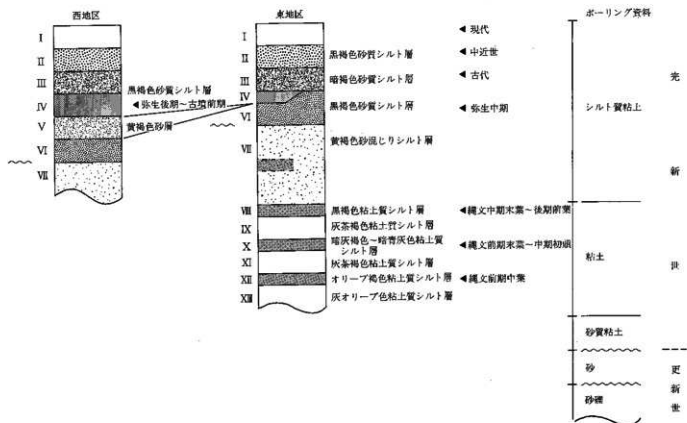 西地区
I
II
III
黒褐色砂質シルト層
IV
◀弥生後期～古墳前期
V
黄褐色砂層
VI
VII
東地区
I
◀ 現代
II
黒褐色砂質シルト層
◀ 中近世
III
暗褐砂質シルト層
◀ 古代
IV
VI
黒褐色砂質シルト層
◀ 弥生中期
VII
黄褐色砂混じりシルト層
VIII
黒褐色粘土質シルト層
◀縄文中期末葉～後期前葉
IX
灰茶褐色粘土質シルト層
X
暗灰褐色～暗青灰色粘土質
シルト層
◀縄文前期末葉～中期初頭
XI
灰茶褐色粘土質シルト層
XII
オリーブ褐色粘土質シルト層
◀縄文前期中葉
XIII
灰オリーブ色粘土質シルト層
ボーリング資料
シルト質粘土
粘土
砂質粘土
砂
砂礫
完
新
世
更
新
世